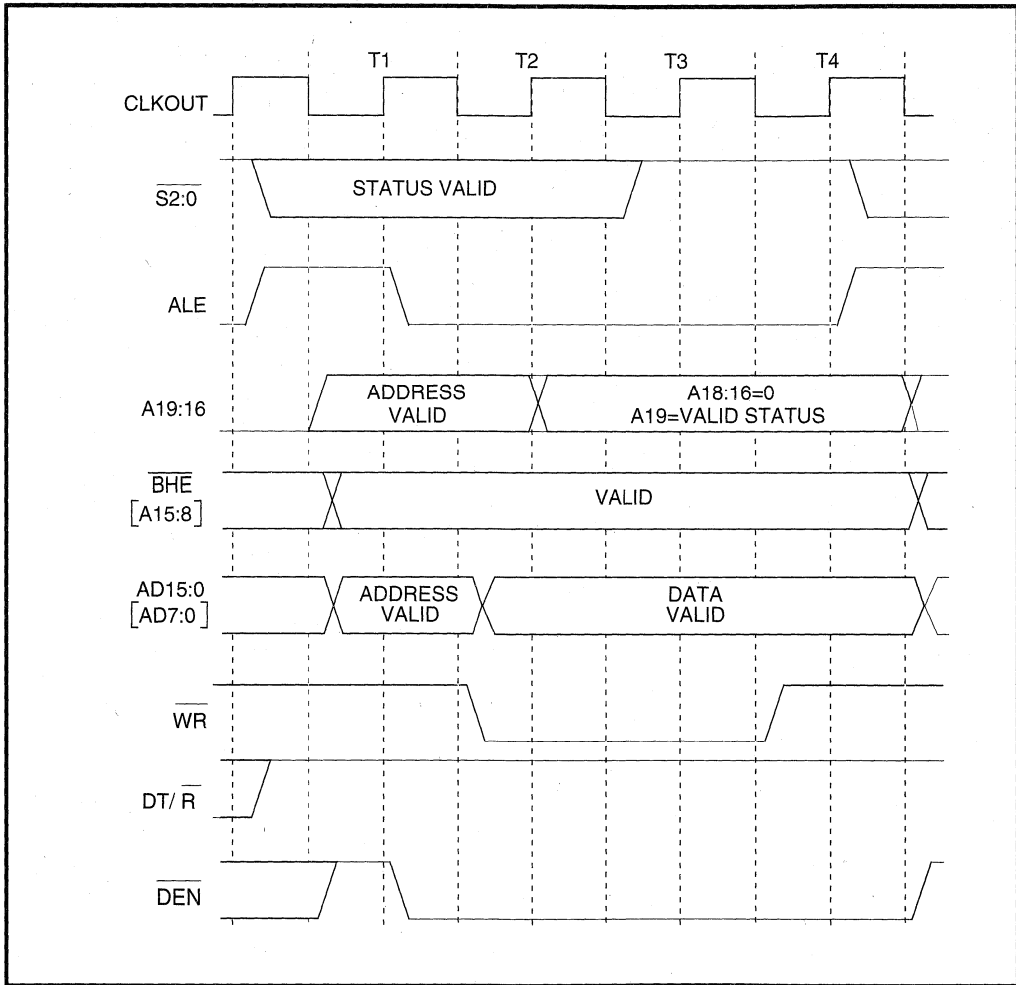 T1 T2 T3 T4
CLKOUT
S2:0
STATUS VALID
ALE
A19:16
ADDRESS
VALID
A18:16=0
A19=VALID STATUS
BHE
[A15:8]
VALID
AD15:0
[AD7:0]
ADDRESS
VALID
DATA
VALID
WR
DT/ R
DEN